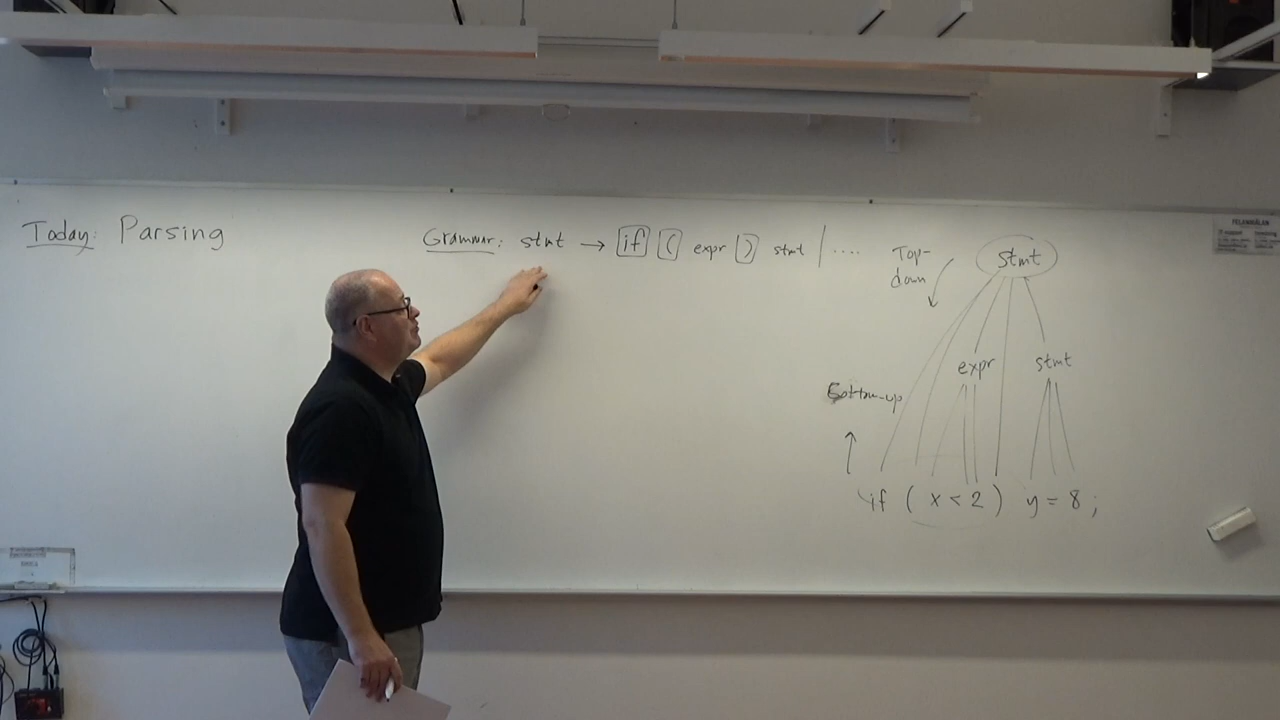 Today: Parsing
Grammar: stmt → if ( expr ) stmt | ....
Top-
down
stmt
expr stmt
Bottom-up
if ( x < 2 ) y = 8 ;